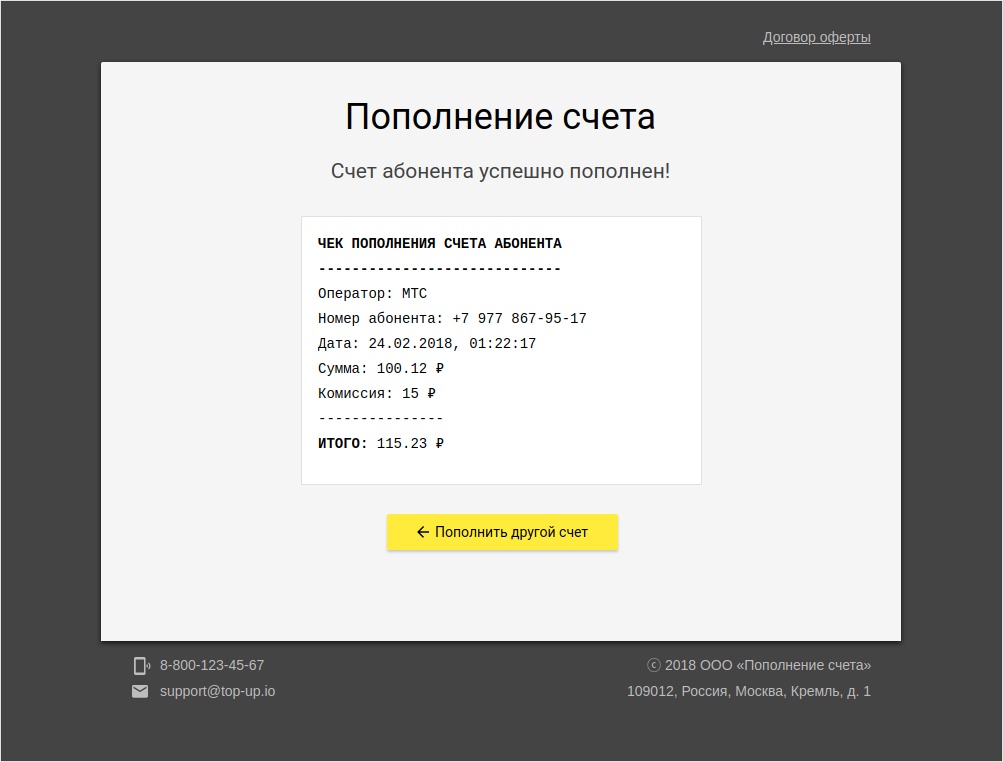 Договор оферты
Пополнение счета
Счет абонента успешно пополнен!
ЧЕК ПОПОЛНЕНИЯ СЧЕТА АБОНЕНТА
-----------------------------
Оператор: МТС
Номер абонента: +7 977 867-95-17
Дата: 24.02.2018, 01:22:17
Сумма: 100.12 ₽
Комиссия: 15 ₽
---------------
ИТОГО: 115.23 ₽
← Пополнить другой счет
8-800-123-45-67
support@top-up.io
ⓒ 2018 ООО «Пополнение счета»
109012, Россия, Москва, Кремль, д. 1